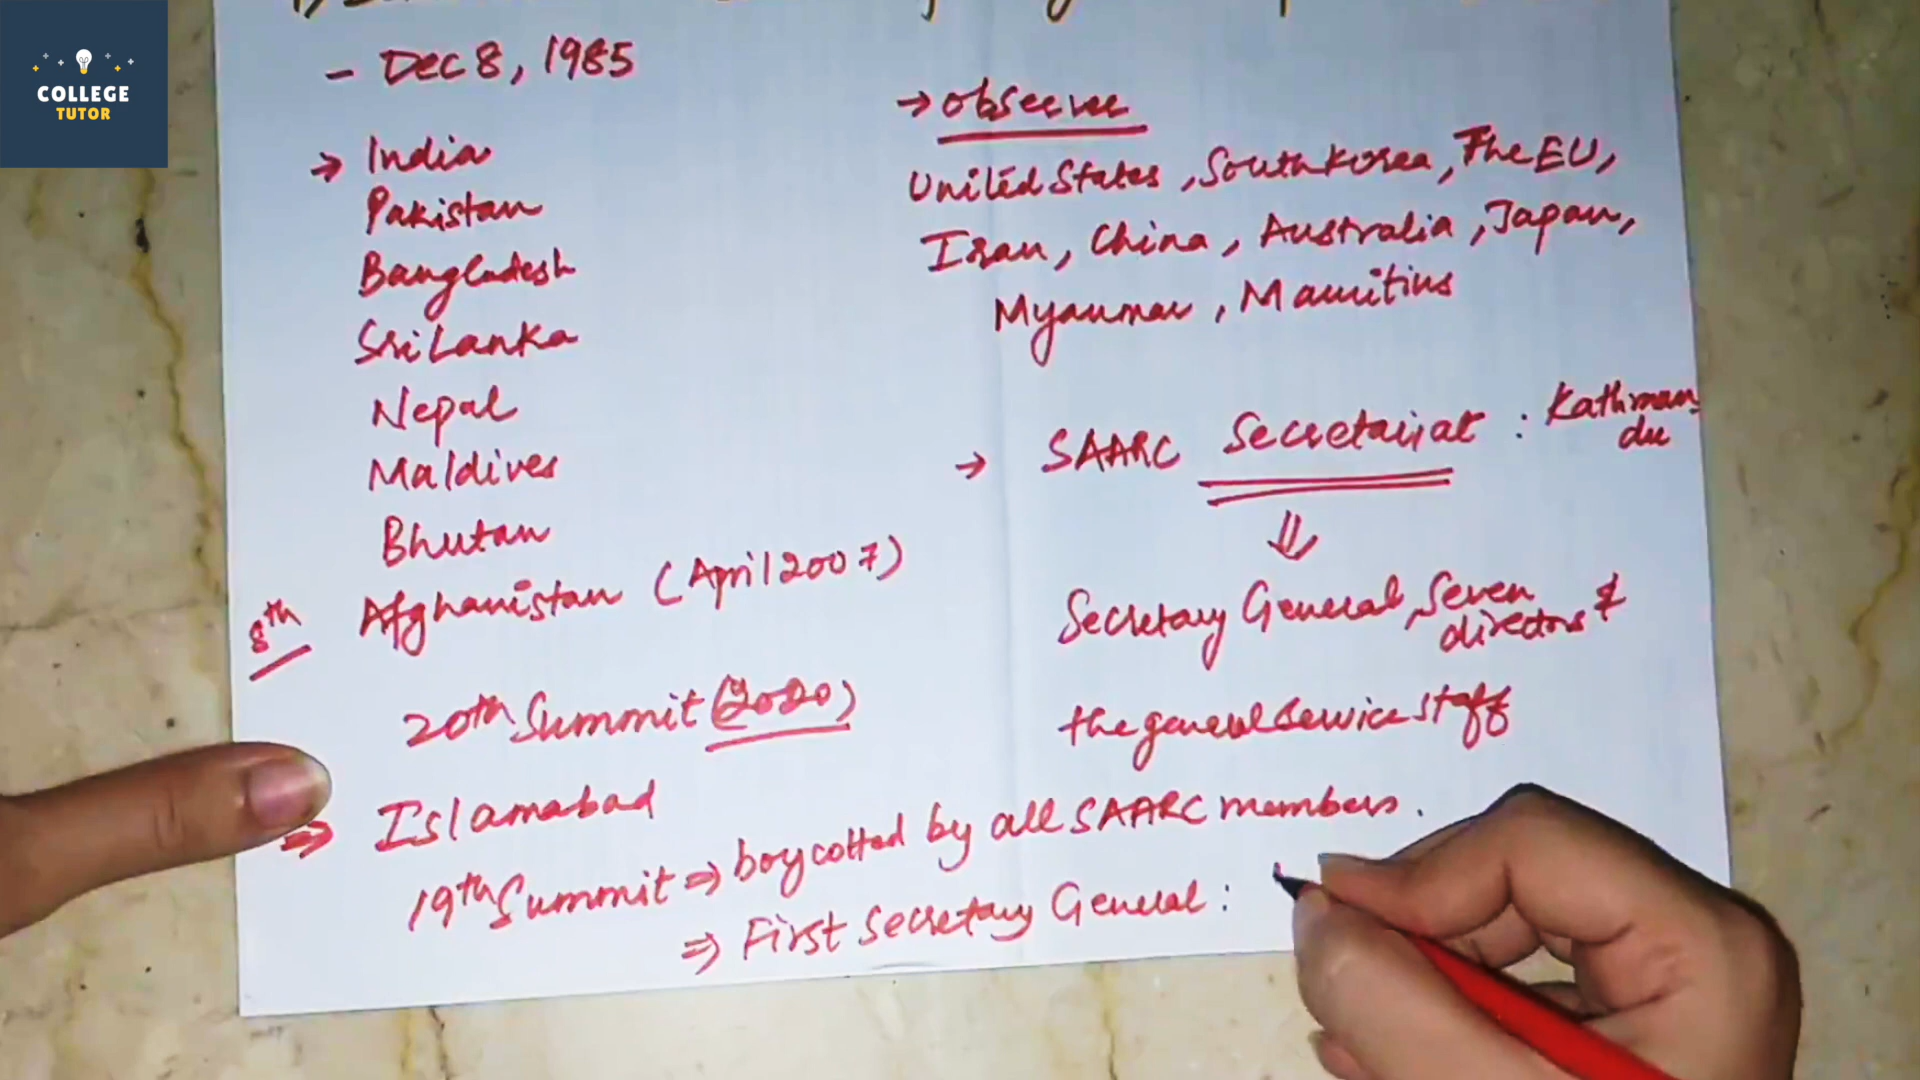 COLLEGE
TUTOR
- Dec 8, 1985
→ India
Pakistan
Bangladesh
Sri Lanka
Nepal
Maldives
Bhutan
8th Afghanistan (April 2007)
20th Summit (2020)
⇒ Islamabad
19th Summit ⇒ boycotted by all SAARC members.
⇒ First Secretary General :
→ observer
United States, South Korea, The EU,
Iran, China, Australia, Japan,
Myanmar, Mauritius
→ SAARC Secretariat : Kathman-
du
⇓
Secretary General, Seven
directors &
the general service staff